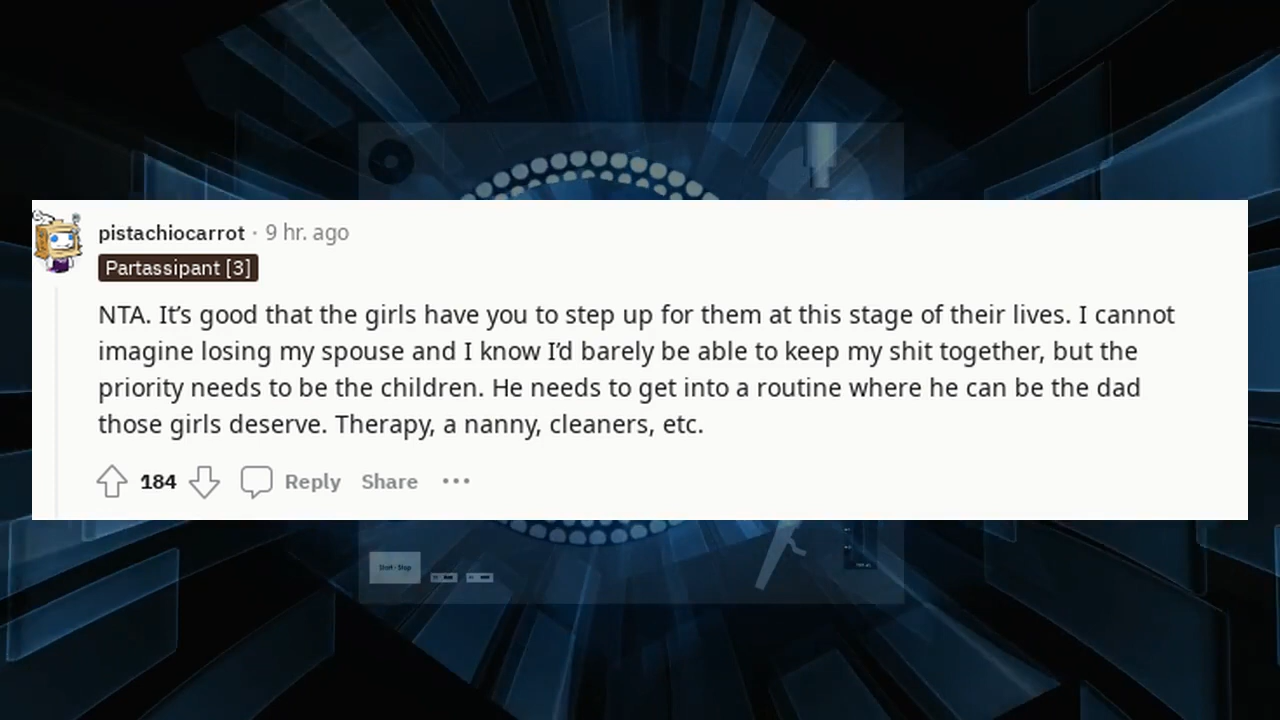 pistachiocarrot · 9 hr. ago
Partassipant [3]
NTA. It’s good that the girls have you to step up for them at this stage of their lives. I cannot
imagine losing my spouse and I know I’d barely be able to keep my shit together, but the
priority needs to be the children. He needs to get into a routine where he can be the dad
those girls deserve. Therapy, a nanny, cleaners, etc.
184 Reply Share ···
Start - Stop